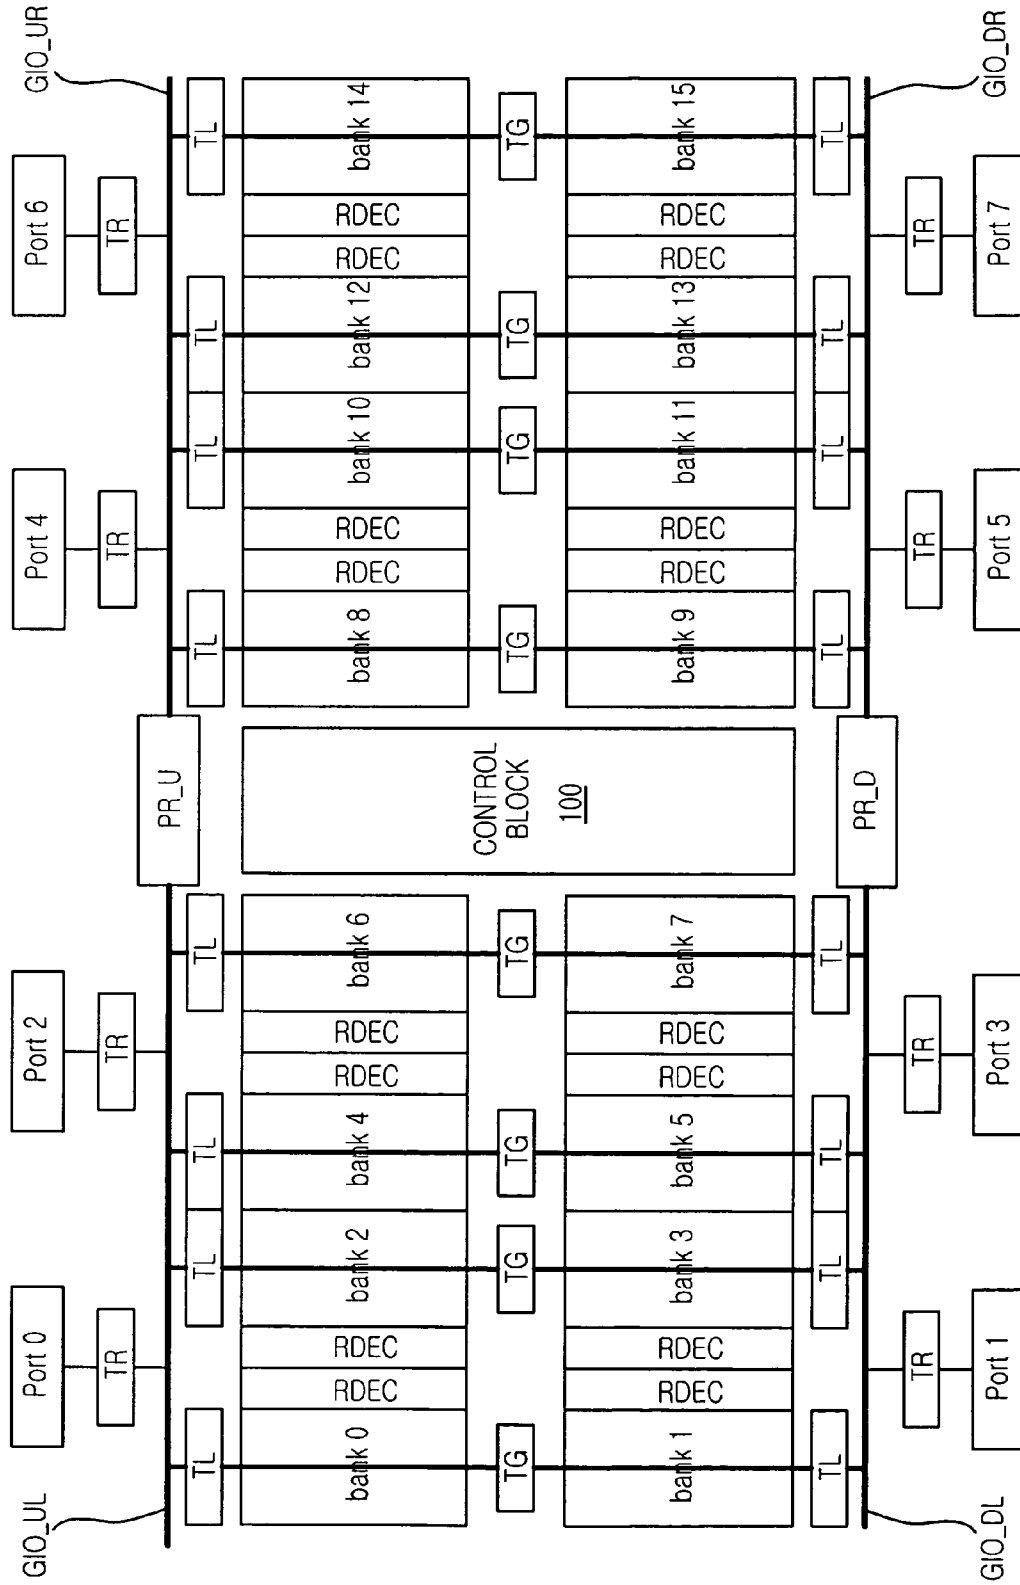 Port 0
Port 2
Port 4
Port 6
TR
TR
TR
TR
GIO_UL
GIO_UR
PR_U
TL
TL
TL
TL
TL
TL
TL
TL
bank 0
RDEC
RDEC
bank 2
bank 4
RDEC
RDEC
bank 6
bank 8
RDEC
RDEC
bank 10
bank 12
RDEC
RDEC
bank 14
TG
TG
TG
TG
CONTROL
BLOCK
100
TG
TG
TG
TG
bank 1
RDEC
RDEC
bank 3
bank 5
RDEC
RDEC
bank 7
bank 9
RDEC
RDEC
bank 11
bank 13
RDEC
RDEC
bank 15
TL
TL
TL
TL
TL
TL
TL
TL
PR_D
GIO_DL
GIO_DR
TR
TR
TR
TR
Port 1
Port 3
Port 5
Port 7